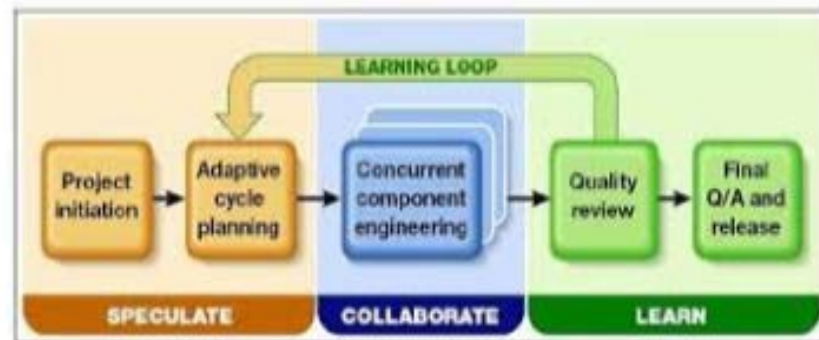 LEARNING LOOP
Project
initiation
Adaptive
cycle
planning
Concurrent
component
engineering
Quality
review
Final
Q/A and
release
SPECULATE
COLLABORATE
LEARN